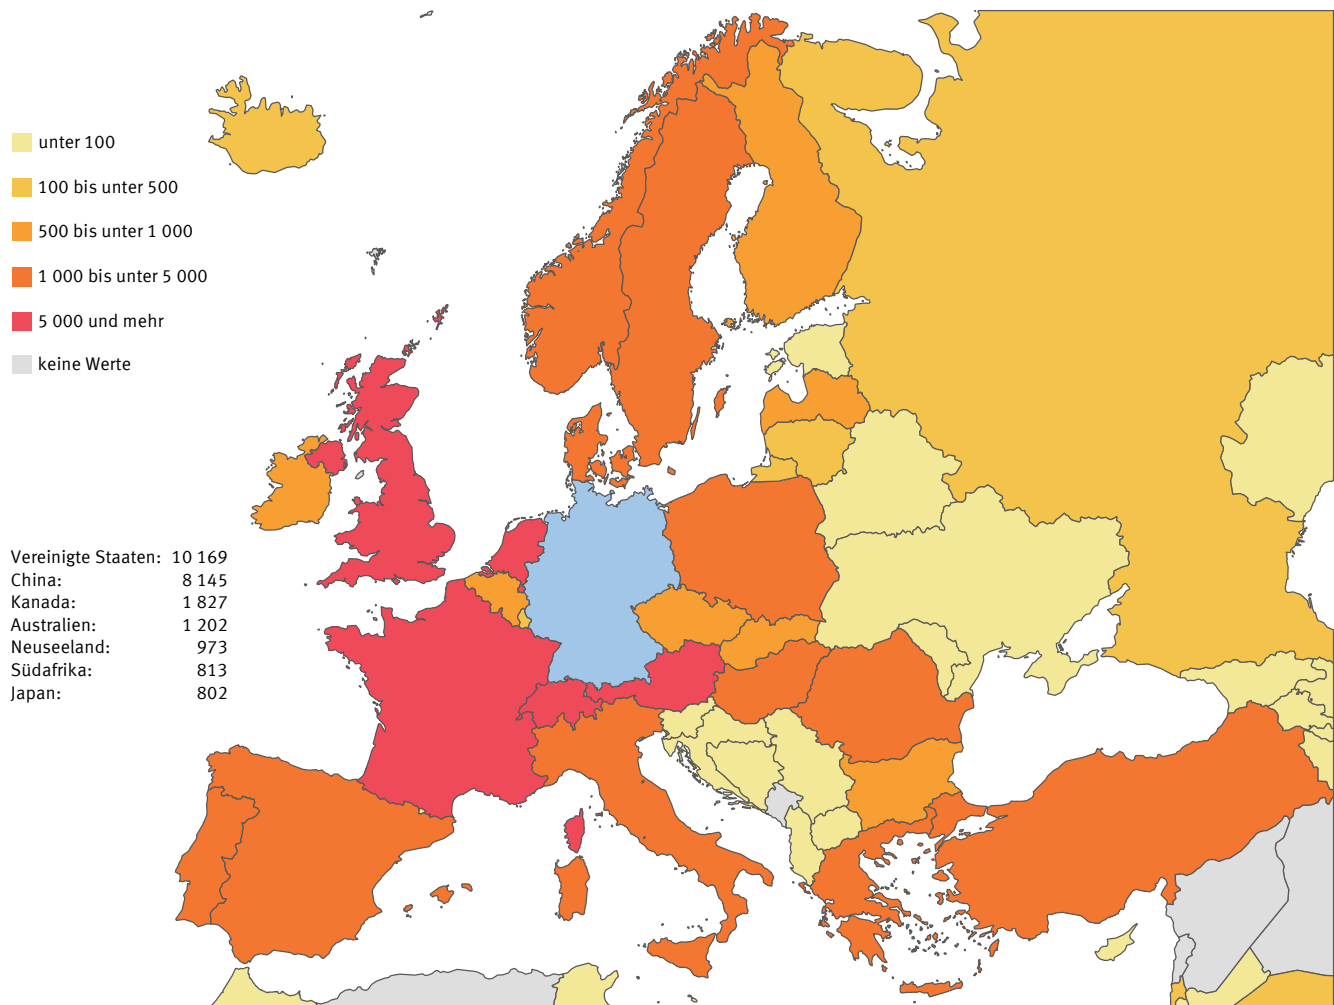 unter 100
100 bis unter 500
500 bis unter 1 000
1 000 bis unter 5 000
5 000 und mehr
keine Werte
Vereinigte Staaten: 10 169
China: 8 145
Kanada: 1 827
Australien: 1 202
Neuseeland: 973
Südafrika: 813
Japan: 802